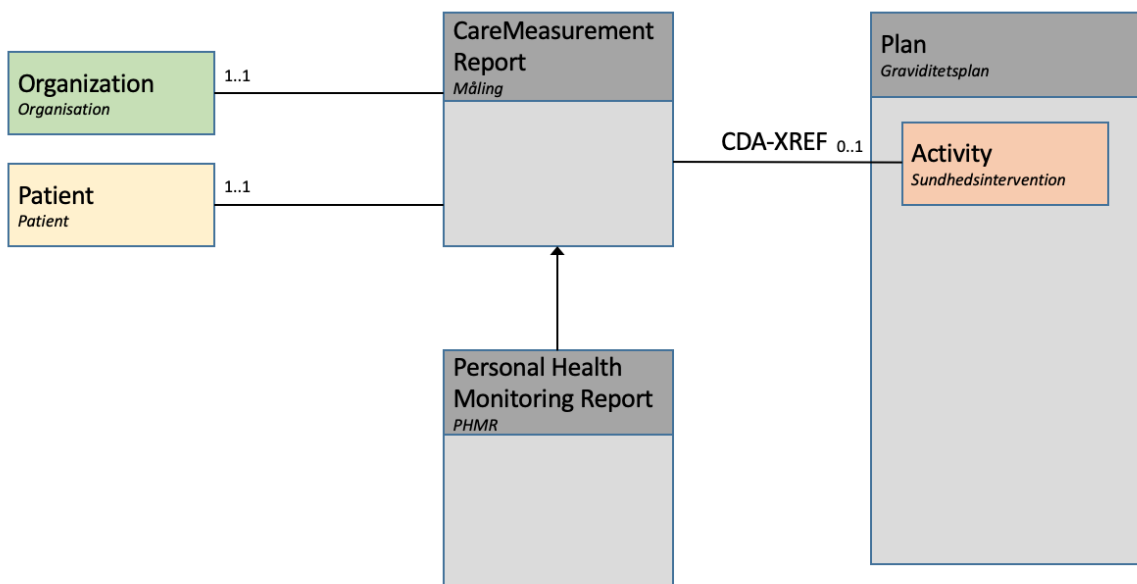 Organization
Organisation
1..1
Patient
Patient
1..1
CareMeasurement
Report
Måling
CDA-XREF 0..1
Plan
Graviditetsplan
Activity
Sundhedsintervention
Personal Health
Monitoring Report
PHMR